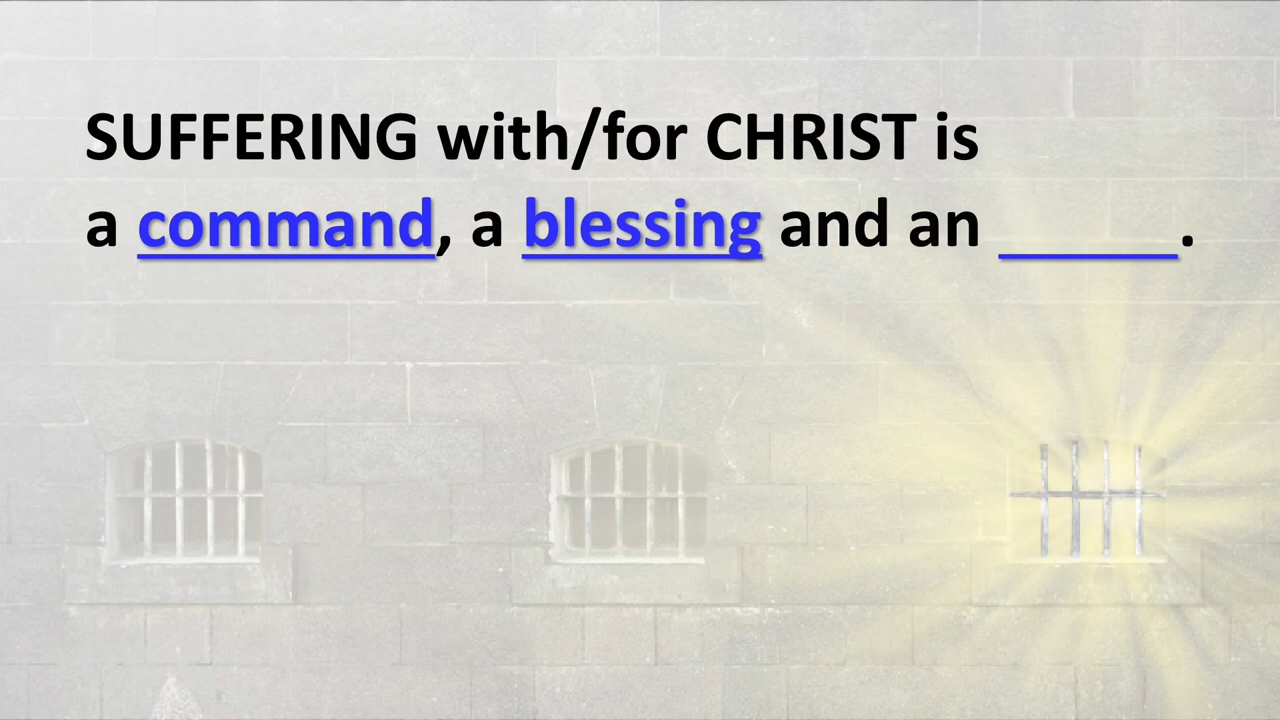 SUFFERING with/for CHRIST is
a command, a blessing and an ______.